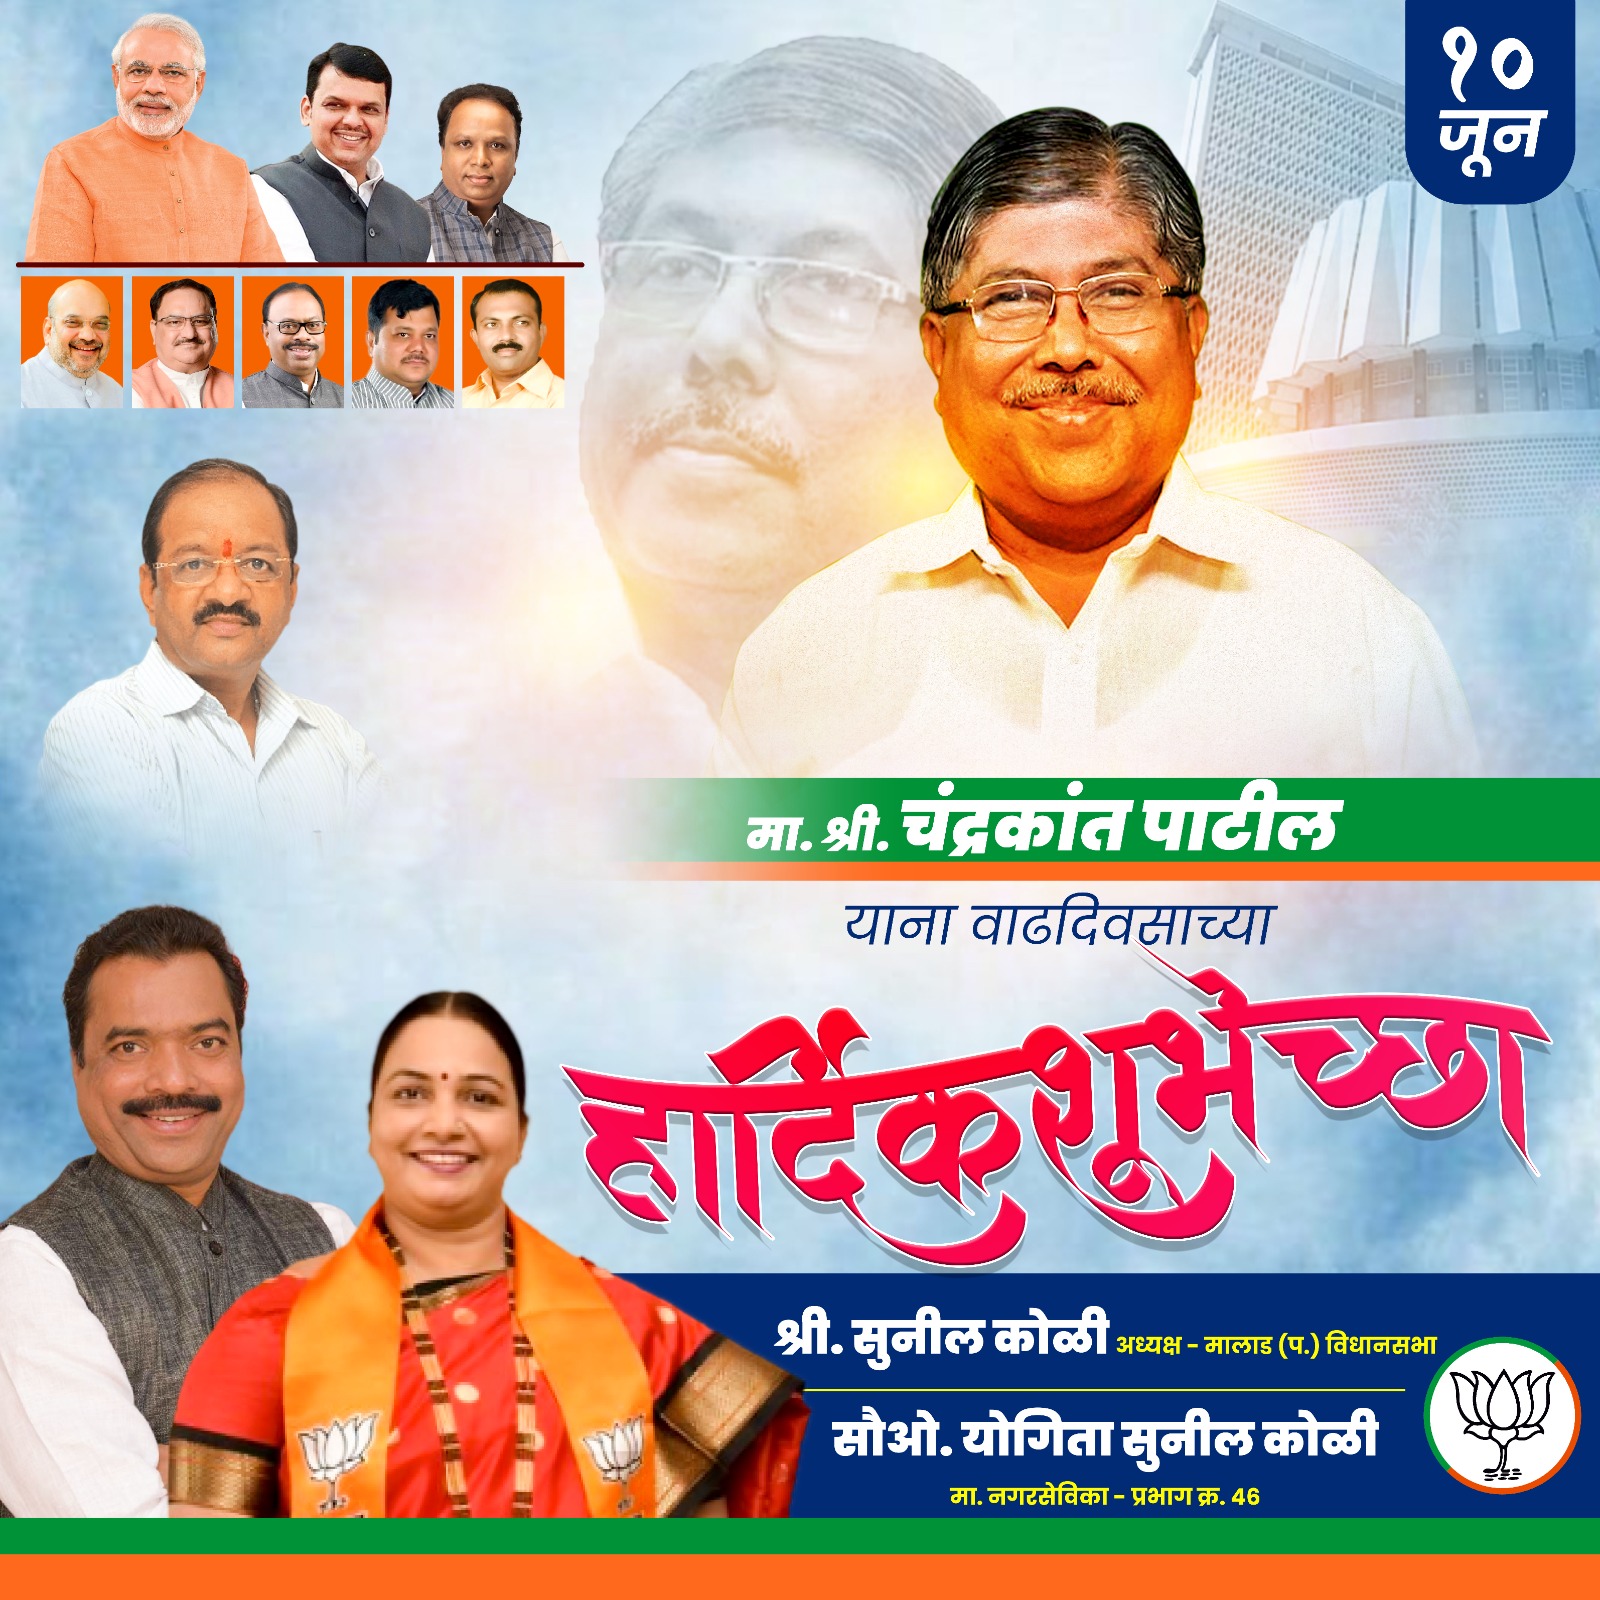 १०
जून
मा. श्री. चंद्रकांत पाटील
याना वाढदिवसाच्या
हार्दिक शुभेच्छा
श्री. सुनील कोळी अध्यक्ष - मालाड (प.) विधानसभा
सौओ. योगिता सुनील कोळी
मा. नगरसेविका - प्रभाग क्र. 46